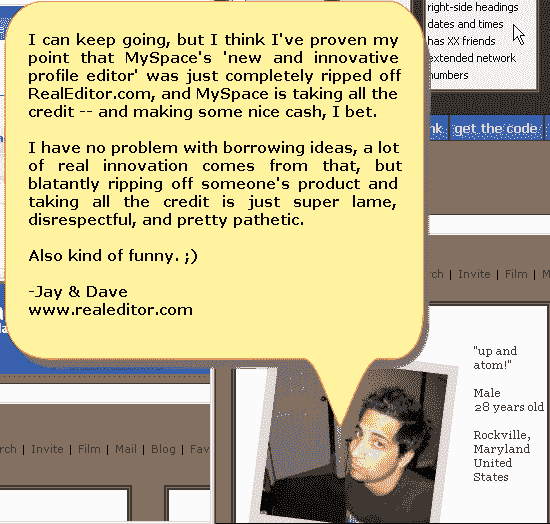 right-side headings
dates and times
has XX friends
extended network
numbers
I can keep going, but I think I've proven my
point that MySpace's 'new and innovative
profile editor' was just completely ripped off
RealEditor.com, and MySpace is taking all the
credit -- and making some nice cash, I bet.
I have no problem with borrowing ideas, a lot
of real innovation comes from that, but
blatantly ripping off someone's product and
taking all the credit is just super lame,
disrespectful, and pretty pathetic.
Also kind of funny. ;)
-Jay & Dave
www.realeditor.com
get the code
| Invite | Film | M
"up and
atom!"
Male
28 years old
Rockville,
Maryland
United
States
| Invite | Film | Mail | Blog | Fav